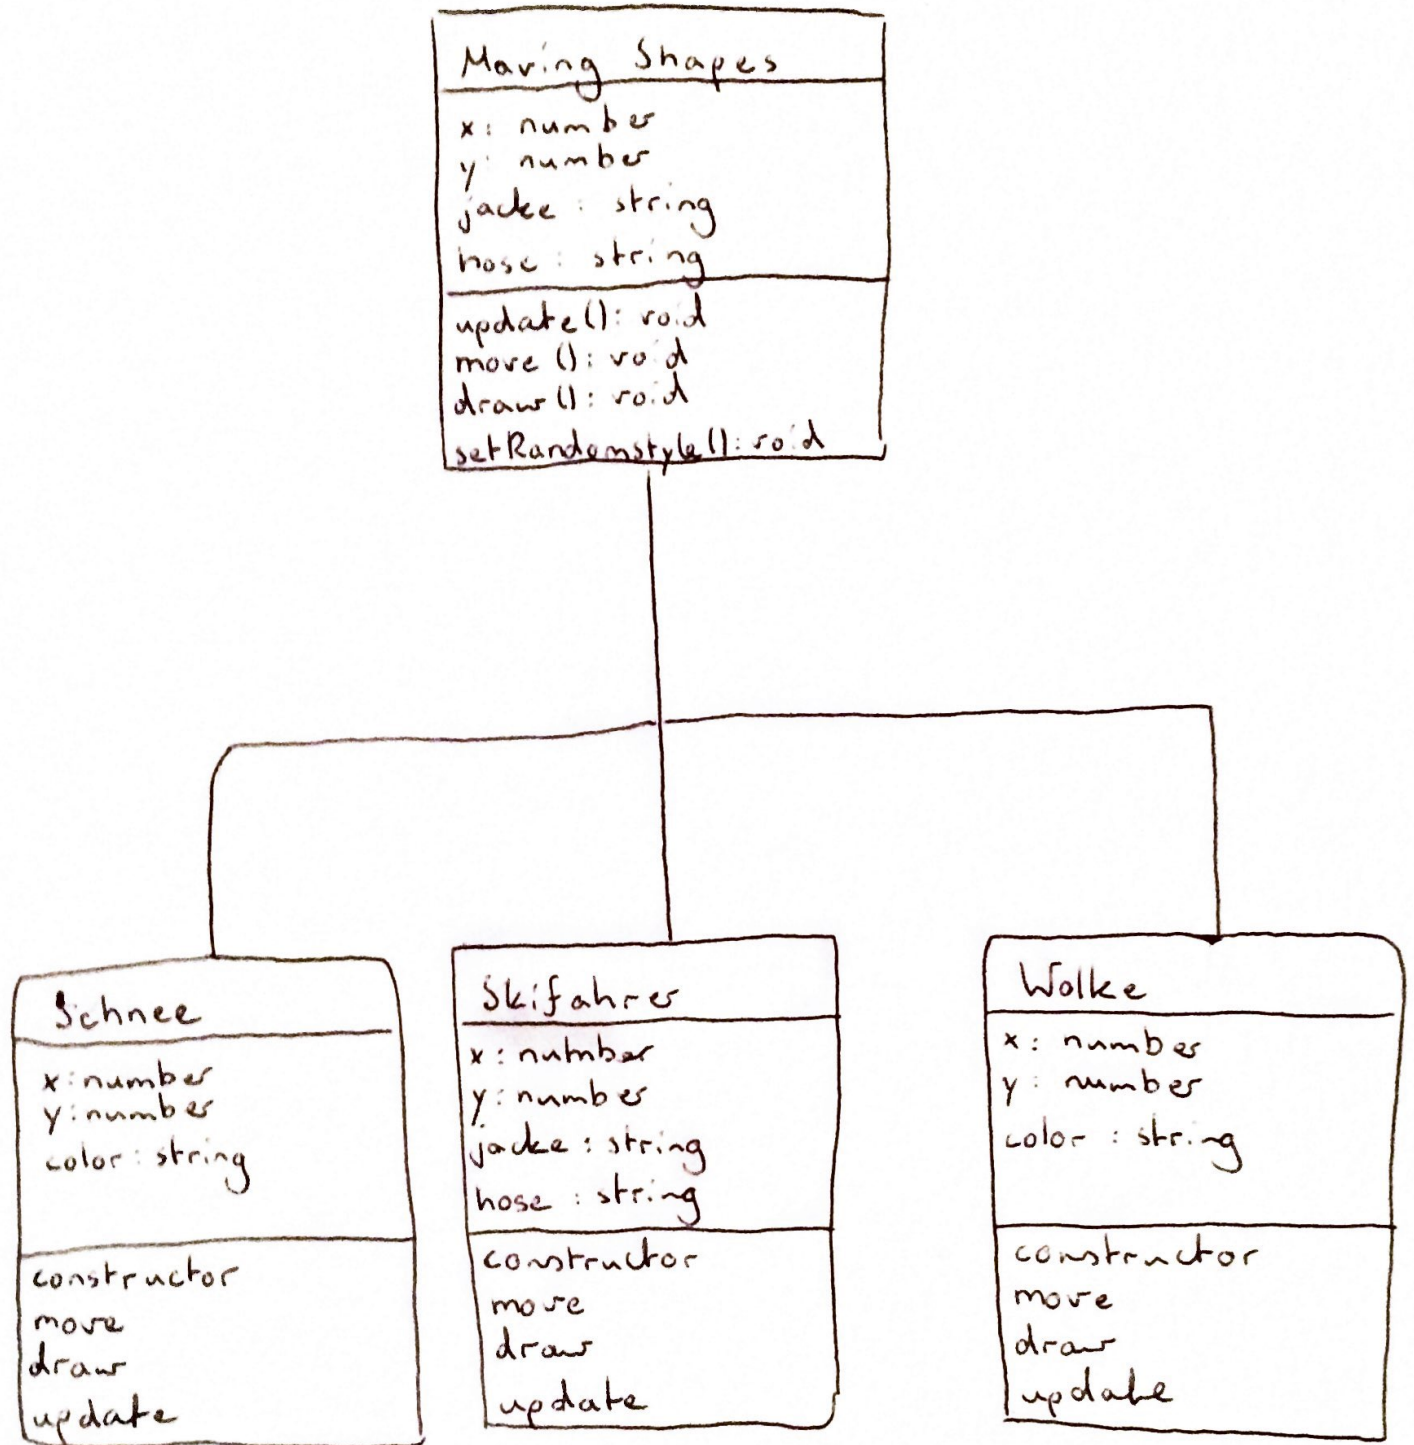 Moving Shapes
x: number
y: number
jacke: string
hose: string
update(): void
move(): void
draw(): void
setRandomstyle(): void
Schnee
x: number
y: number
color: string
constructor
move
draw
update
Skifahrer
x: number
y: number
jacke: string
hose: string
constructor
move
draw
update
Wolke
x: number
y: number
color: string
constructor
move
draw
update